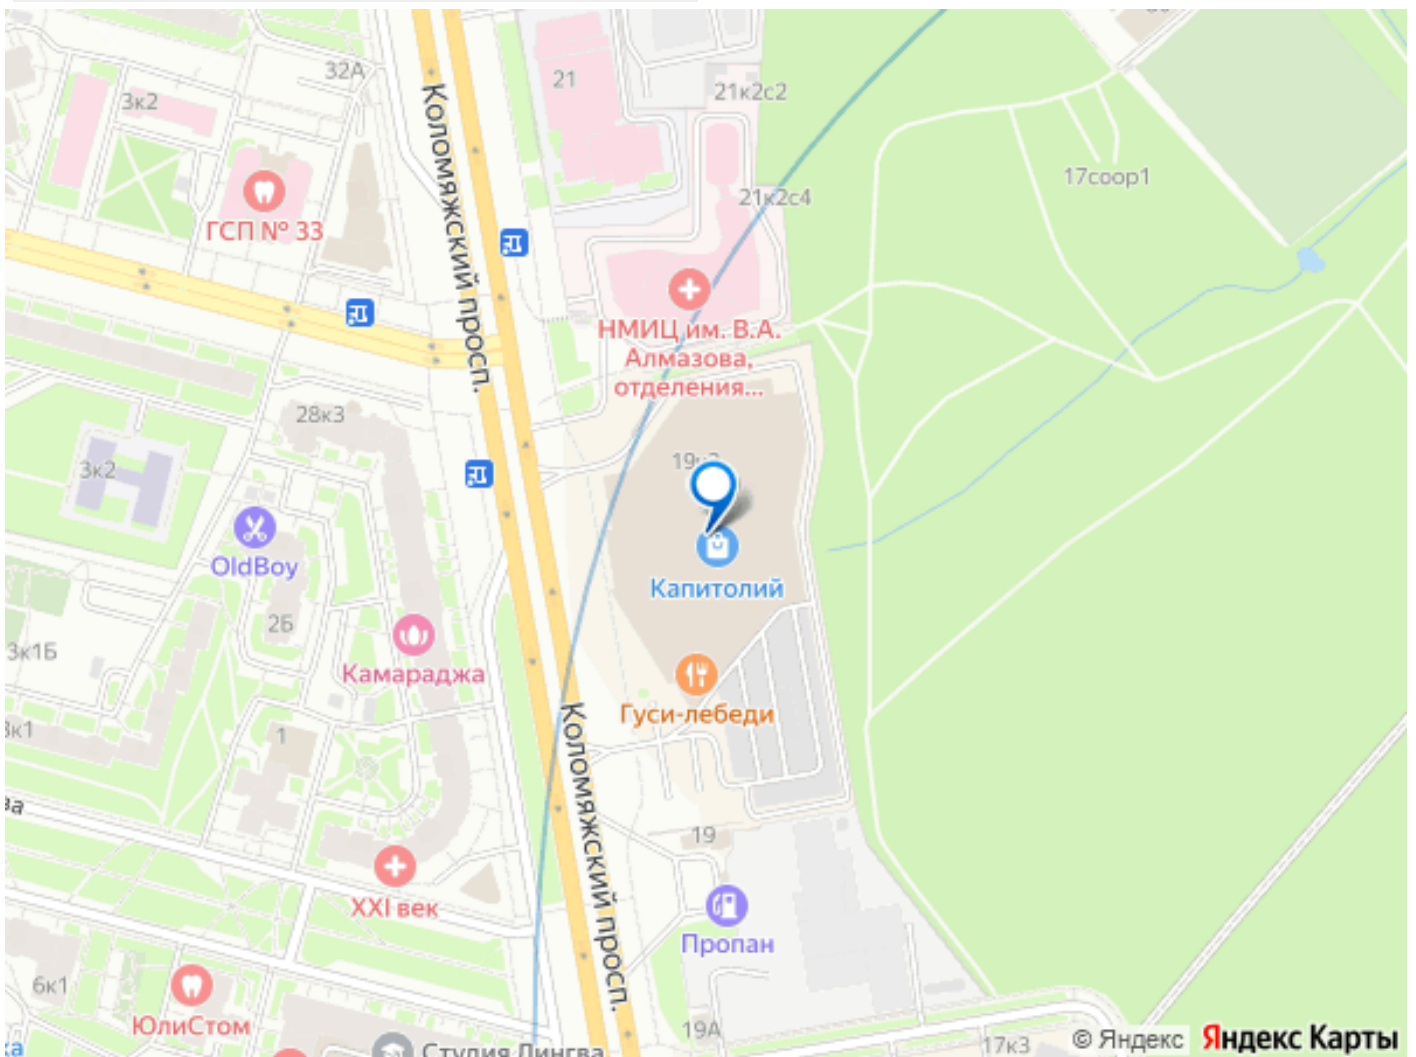 32А
21
3к2
21к2с2
Коломяжский просп.
17соор1
21к2с4
ГСП № 33
НМИЦ им. В.А.
Алмазова,
отделения...
28к3
3к2
OldBoy
Капитолий
2Б
3к1Б
Камараджа
Гуси-лебеди
1
Коломяжский просп.
19
XXI век
Пропан
6к1
ЮлиСтом
19А
17к3
© Яндекс Яндекс Карты
Студия Лингва